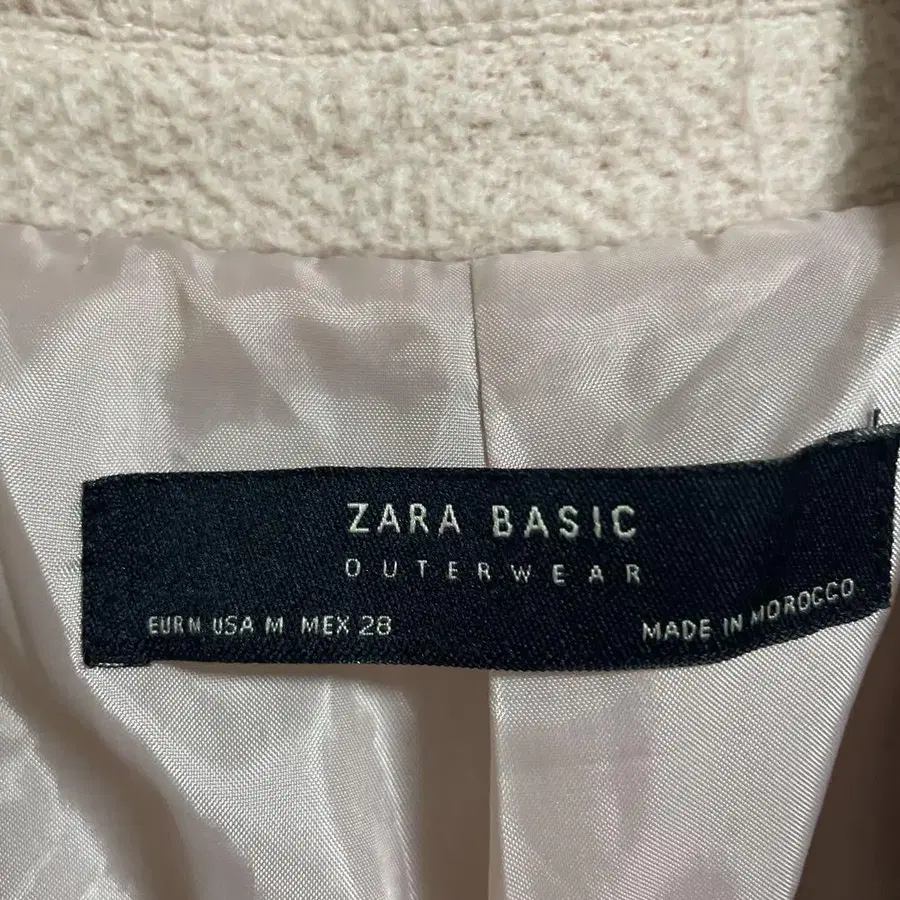 ZARA BASIC
OUTERWEAR
EUR M USA M MEX 28
MADE IN MOROCCO